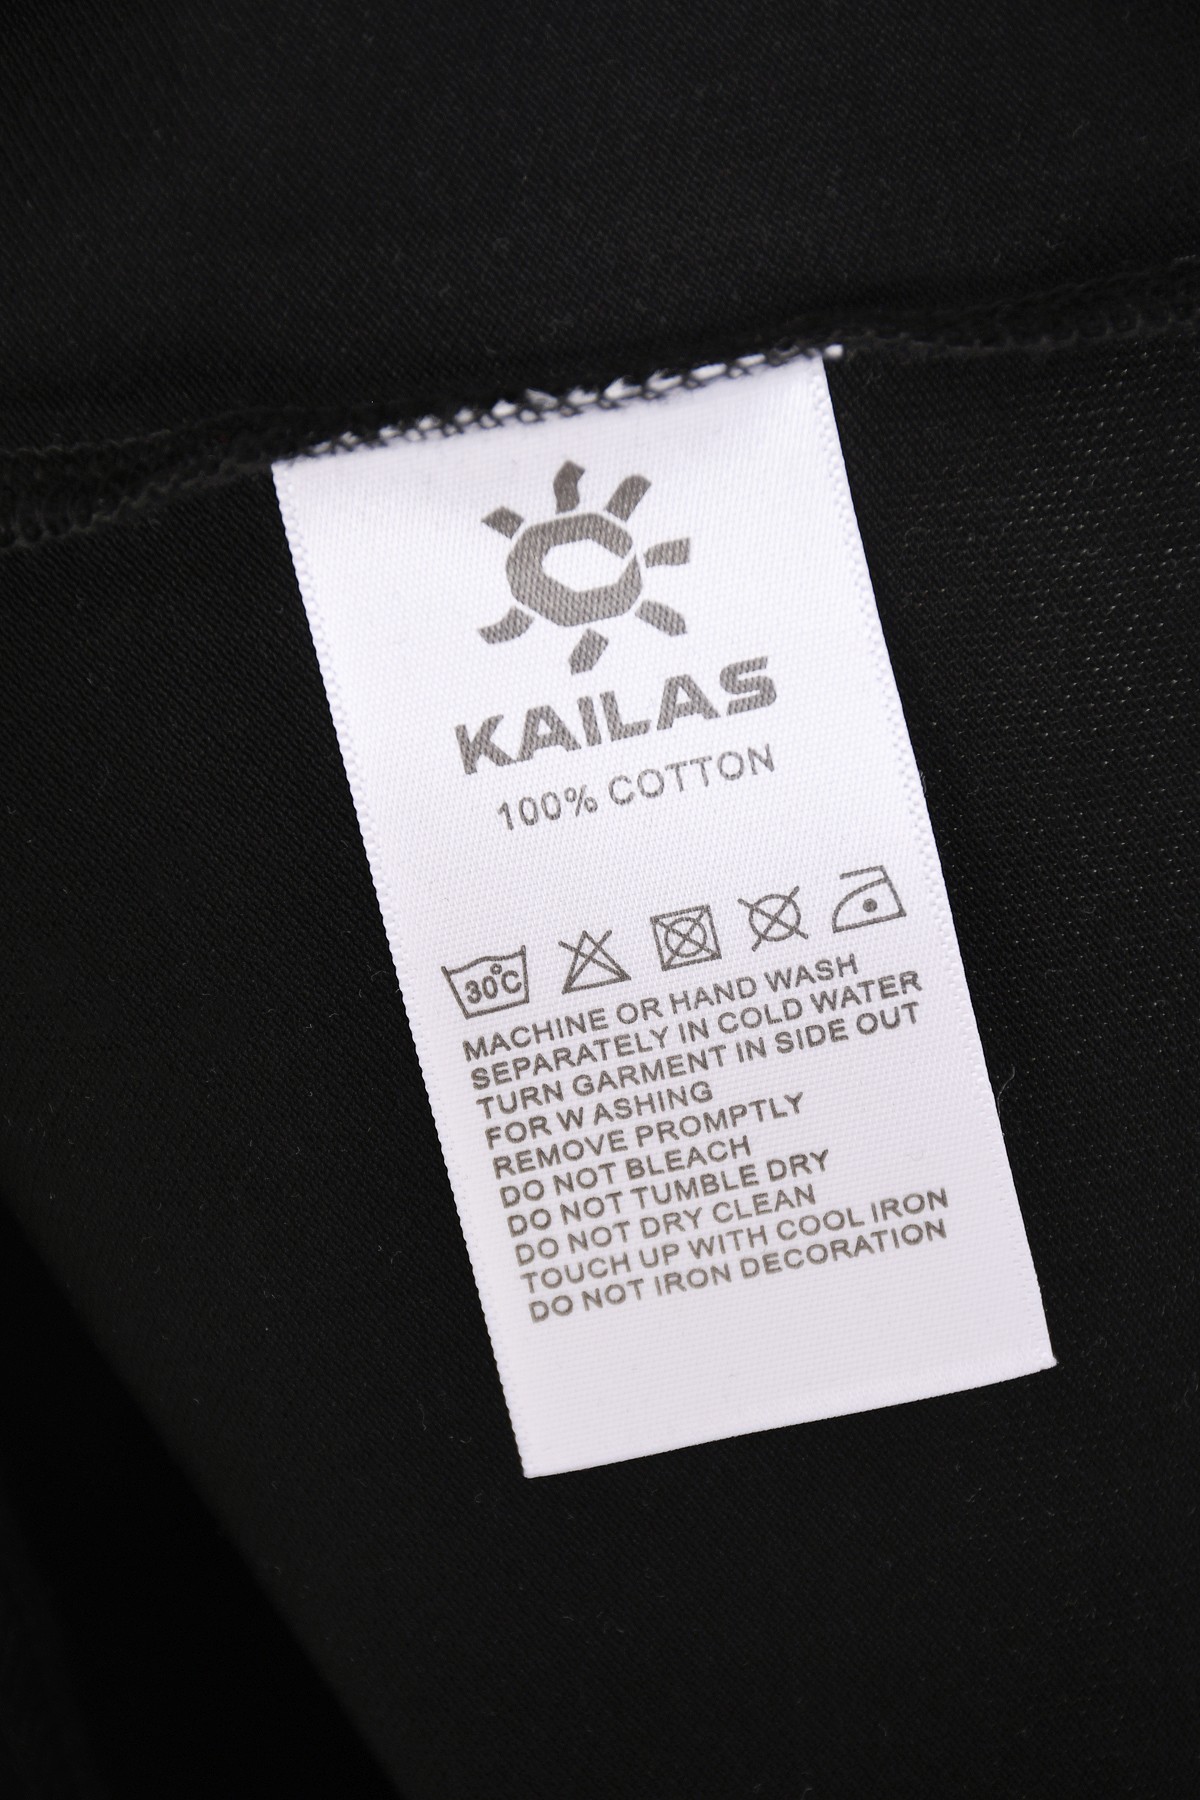 KAILAS
100% COTTON
30°C
MACHINE OR HAND WASH
SEPARATELY IN COLD WATER
TURN GARMENT IN SIDE OUT
FOR W ASHING
REMOVE PROMPTLY
DO NOT BLEACH
DO NOT TUMBLE DRY
DO NOT DRY CLEAN
TOUCH UP WITH COOL IRON
DO NOT IRON DECORATION